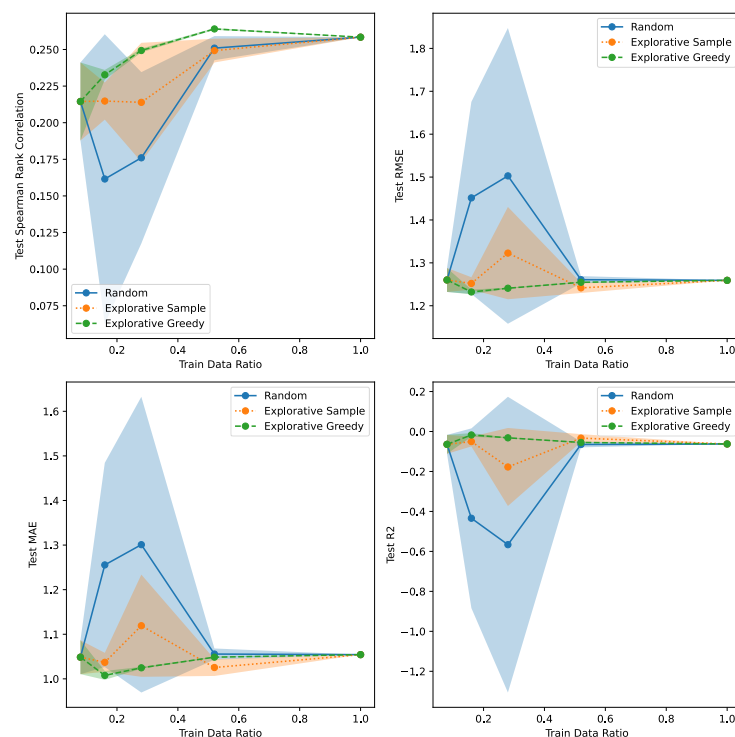 0.250
0.225
0.200
0.175
0.150
0.125
0.100
0.075
Test Spearman Rank Correlation
Random
Explorative Sample
Explorative Greedy
0.2 0.4 0.6 0.8 1.0
Train Data Ratio
1.8
1.7
1.6
1.5
1.4
1.3
1.2
Test RMSE
Random
Explorative Sample
Explorative Greedy
0.2 0.4 0.6 0.8 1.0
Train Data Ratio
1.6
1.5
1.4
1.3
1.2
1.1
1.0
Test MAE
Random
Explorative Sample
Explorative Greedy
0.2 0.4 0.6 0.8 1.0
Train Data Ratio
0.2
0.0
−0.2
−0.4
−0.6
−0.8
−1.0
−1.2
Test R2
Random
Explorative Sample
Explorative Greedy
0.2 0.4 0.6 0.8 1.0
Train Data Ratio